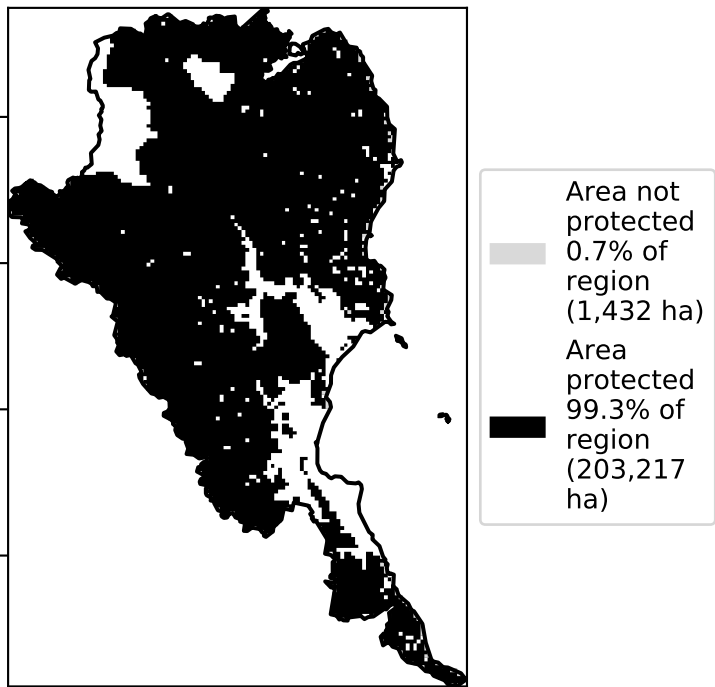 Area not
protected
0.7% of
region
(1,432 ha)
Area
protected
99.3% of
region
(203,217
ha)